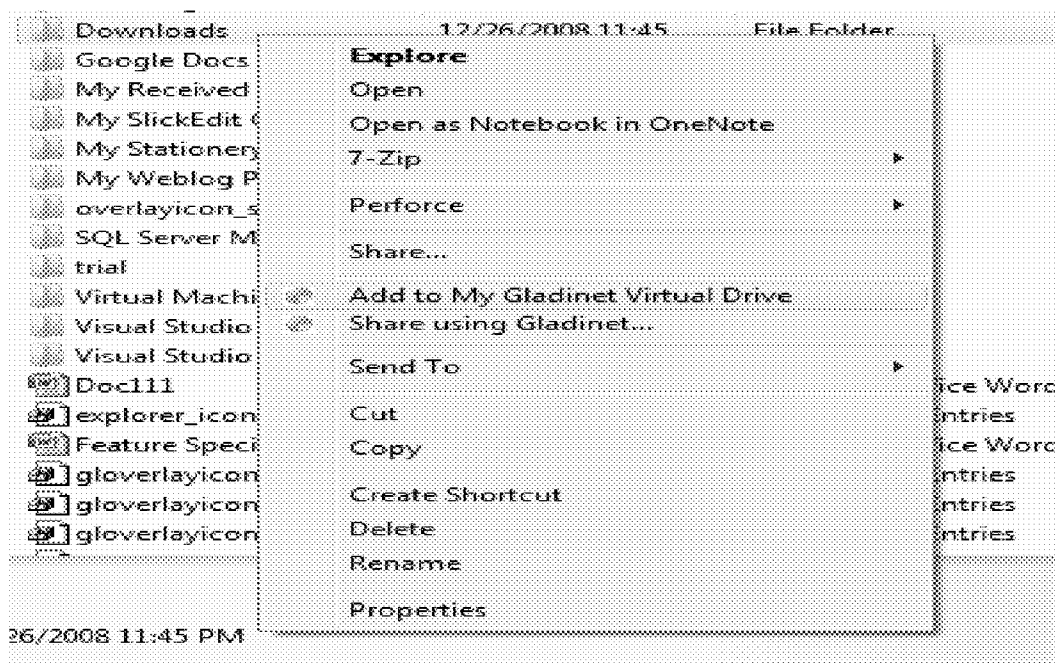 Downloads 12/26/2008 11:45 File Folder
Google Docs
My Received
My SlickEdit
My Stationery
My Weblog P
overlayicon_s
SQL Server M
trial
Virtual Machi
Visual Studio
Visual Studio
Doc111
explorer_icon
Feature Speci
gloverlayicon
gloverlayicon
gloverlayicon
Explore
Open
Open as Notebook in OneNote
7-Zip
Perforce
Share...
Add to My Gladinet Virtual Drive
Share using Gladinet...
Send To
Cut
Copy
Create Shortcut
Delete
Rename
Properties
ice Word
ntries
ice Word
ntries
ntries
ntries
26/2008 11:45 PM